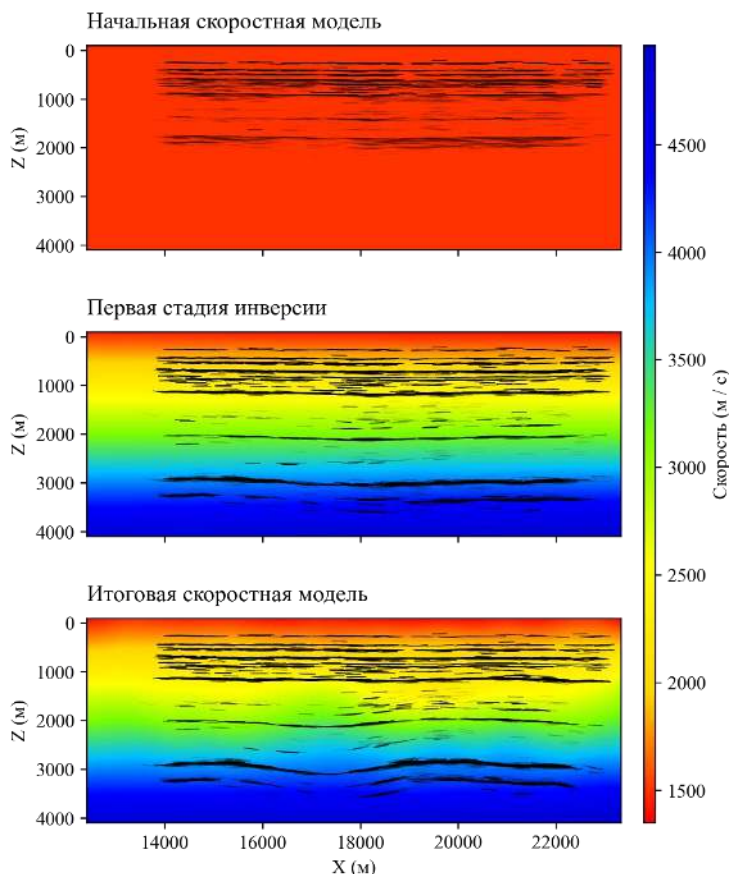 Начальная скоростная модель
0
1000
2000
3000
4000
Z (м)
Первая стадия инверсии
0
1000
2000
3000
4000
Z (м)
Итоговая скоростная модель
0
1000
2000
3000
4000
Z (м)
14000 16000 18000 20000 22000
X (м)
4500
4000
3500
3000
2500
2000
1500
Скорость (м / с)